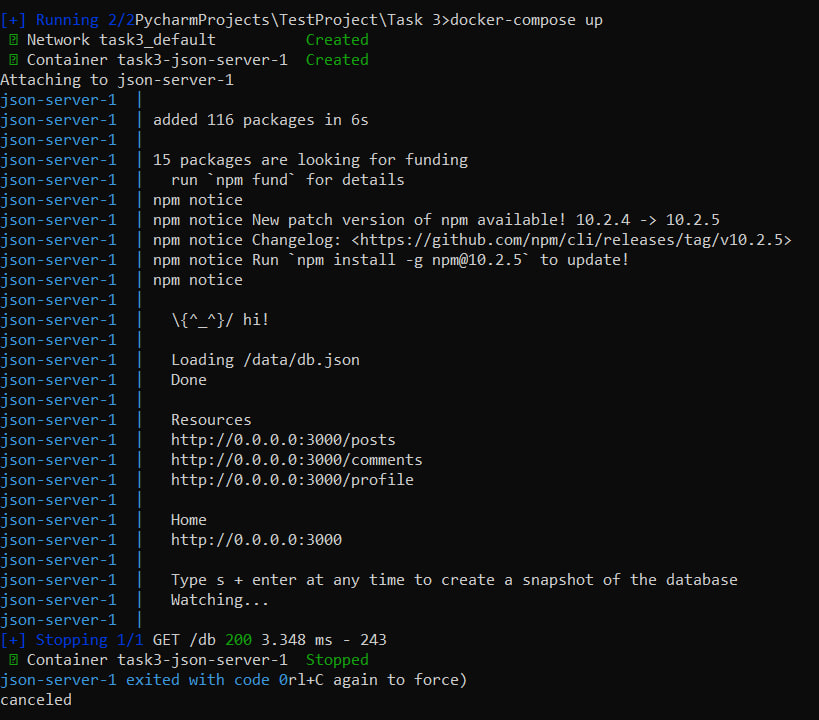 [+] Running 2/2PycharmProjects\TestProject\Task 3>docker-compose up
Network task3_default Created
Container task3-json-server-1 Created
Attaching to json-server-1
json-server-1 |
json-server-1 | added 116 packages in 6s
json-server-1 |
json-server-1 | 15 packages are looking for funding
json-server-1 | run `npm fund` for details
json-server-1 | npm notice
json-server-1 | npm notice New patch version of npm available! 10.2.4 -> 10.2.5
json-server-1 | npm notice Changelog: <https://github.com/npm/cli/releases/tag/v10.2.5>
json-server-1 | npm notice Run `npm install -g npm@10.2.5` to update!
json-server-1 | npm notice
json-server-1 |
json-server-1 | \{^_^}/ hi!
json-server-1 |
json-server-1 | Loading /data/db.json
json-server-1 | Done
json-server-1 |
json-server-1 | Resources
json-server-1 | http://0.0.0.0:3000/posts
json-server-1 | http://0.0.0.0:3000/comments
json-server-1 | http://0.0.0.0:3000/profile
json-server-1 |
json-server-1 | Home
json-server-1 | http://0.0.0.0:3000
json-server-1 |
json-server-1 | Type s + enter at any time to create a snapshot of the database
json-server-1 | Watching...
json-server-1 |
[+] Stopping 1/1 GET /db 200 3.348 ms - 243
Container task3-json-server-1 Stopped
json-server-1 exited with code 0rl+C again to force)
canceled